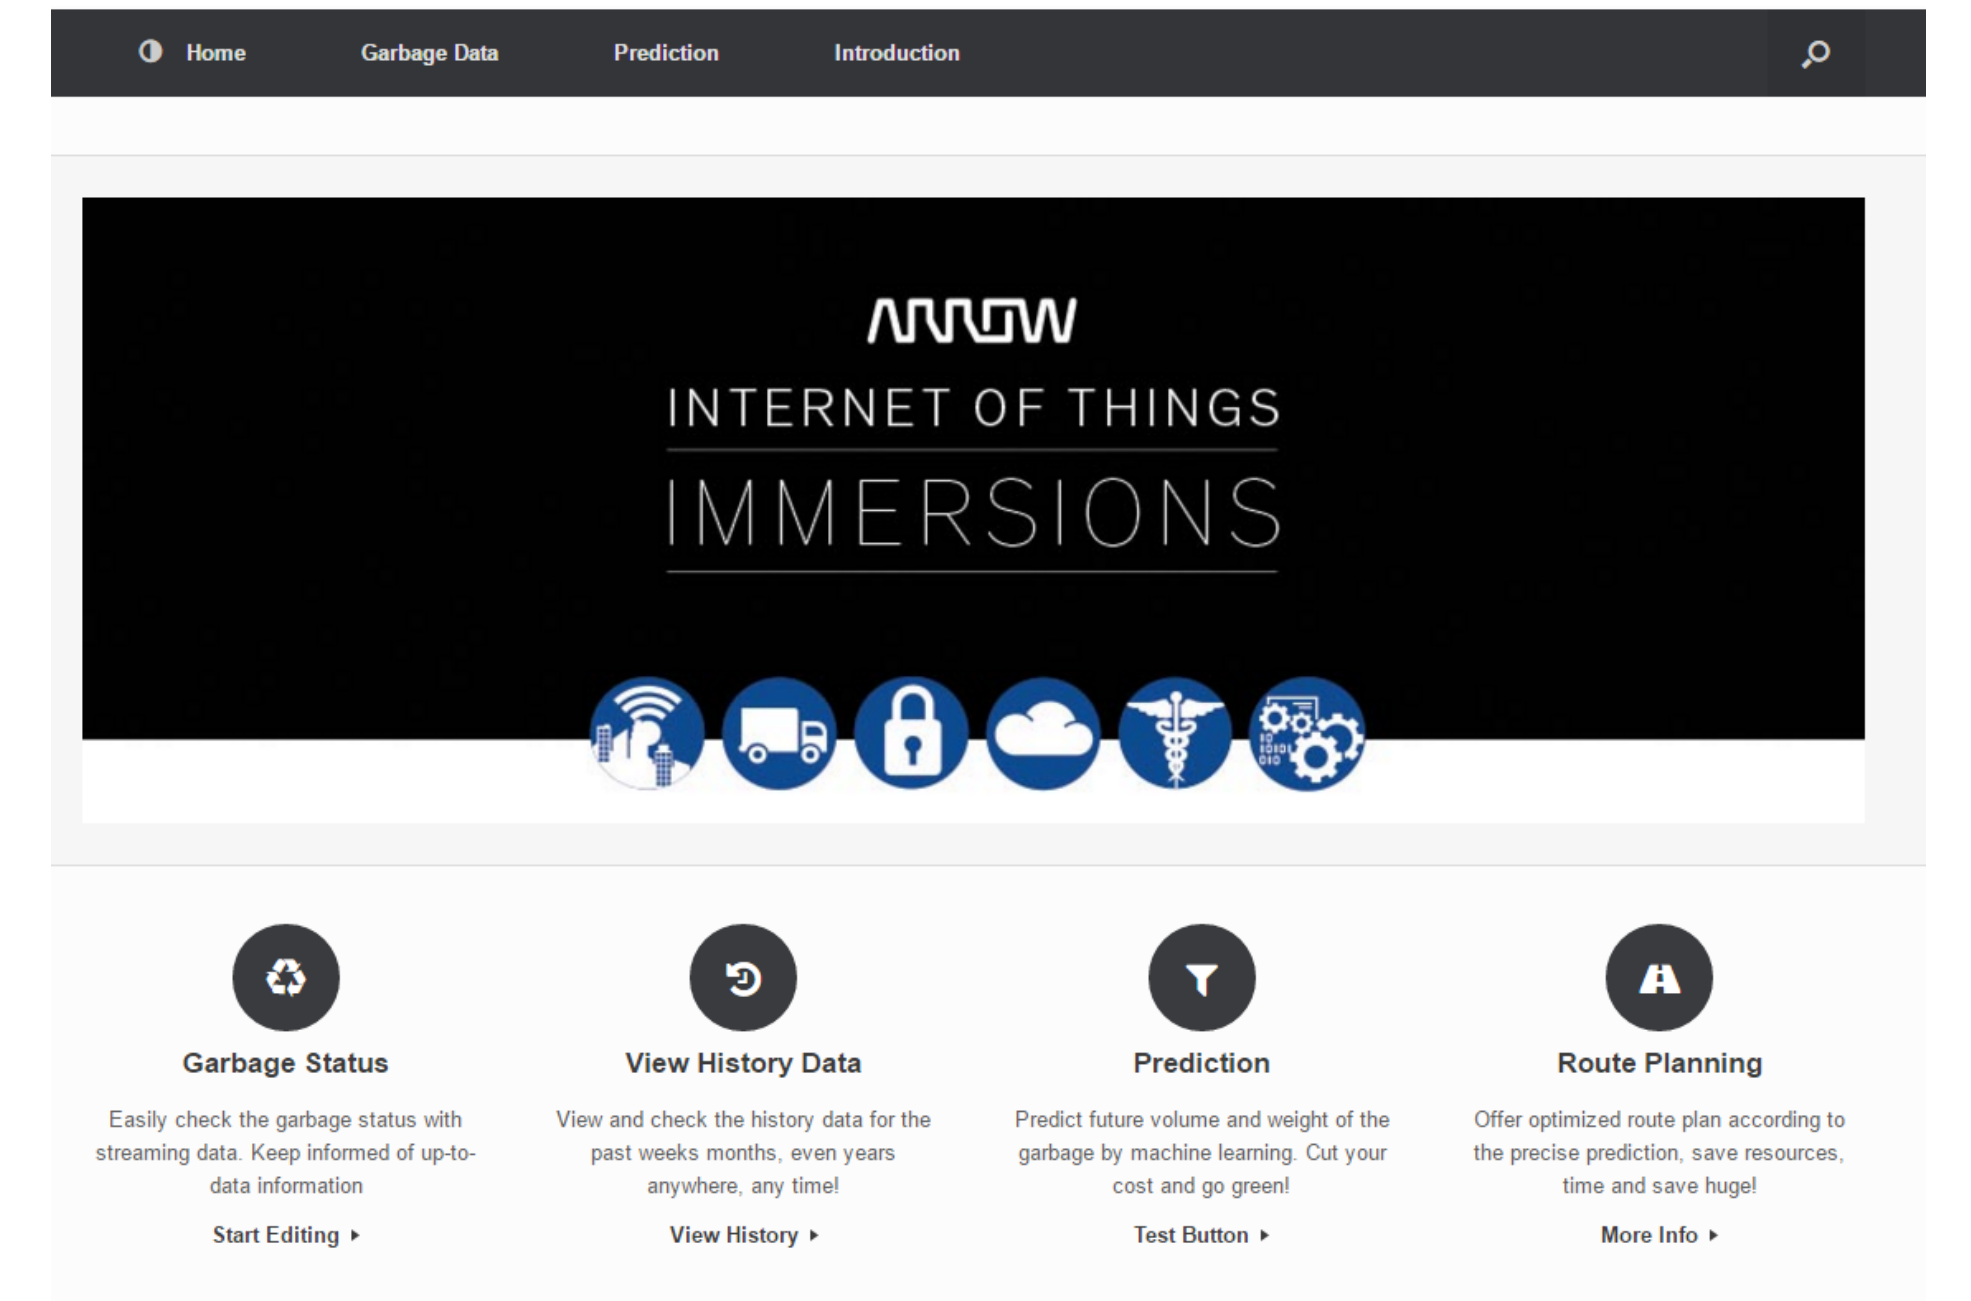 Home Garbage Data Prediction Introduction
ARROW
INTERNET OF THINGS
IMMERSIONS
10
10101
010
Garbage Status
Easily check the garbage status with
streaming data. Keep informed of up-to-
data information
Start Editing
View History Data
View and check the history data for the
past weeks months, even years
anywhere, any time!
View History
Prediction
Predict future volume and weight of the
garbage by machine learning. Cut your
cost and go green!
Test Button
Route Planning
Offer optimized route plan according to
the precise prediction, save resources,
time and save huge!
More Info